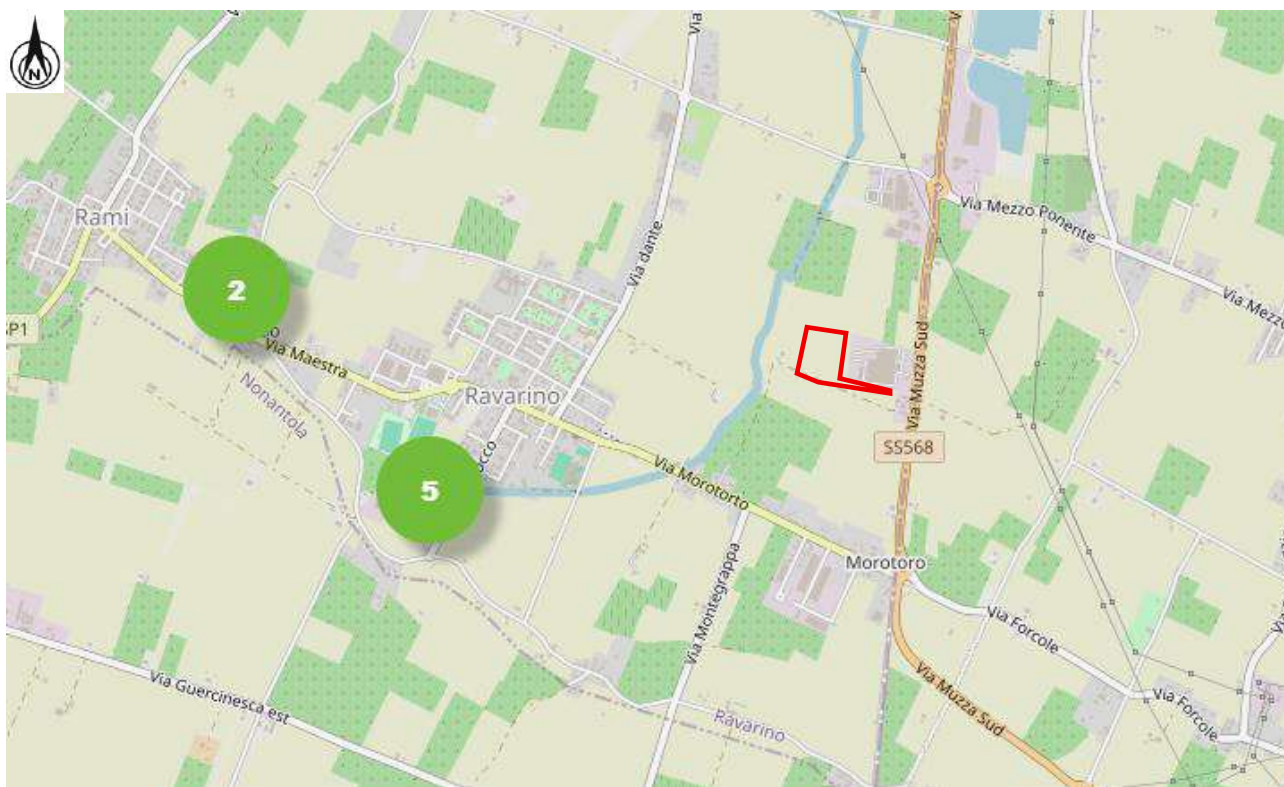 N
Via Mezzo Ponente
Rami
Via dante
Via Mezzo
2
SP1
Via Maestra
Via Muzza Sud
Nonantola
Ravarino
SS568
5
Via Morotorto
Morotoro
Via Montegrappa
Via Forcole
Via Guercinesca est
Via Muzza Sud
Via Forcole
Ravarino